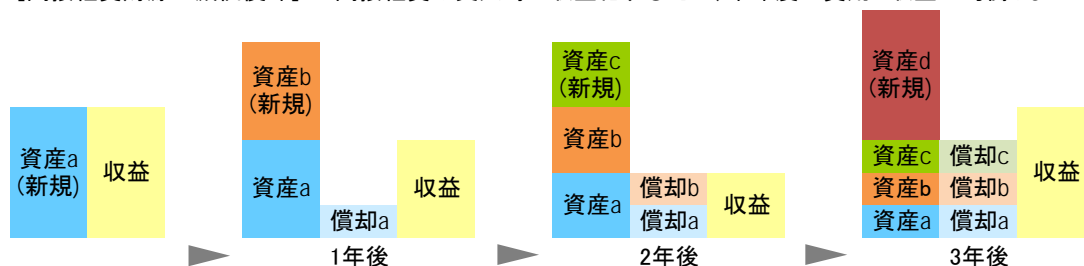 資産a
(新規)
収益
資産b
(新規)
資産a
償却a
収益
1年後
資産c
(新規)
資産b
資産a
償却b
償却a
収益
2年後
資産d
(新規)
資産c
資産b
資産a
償却c
償却b
償却a
収益
3年後